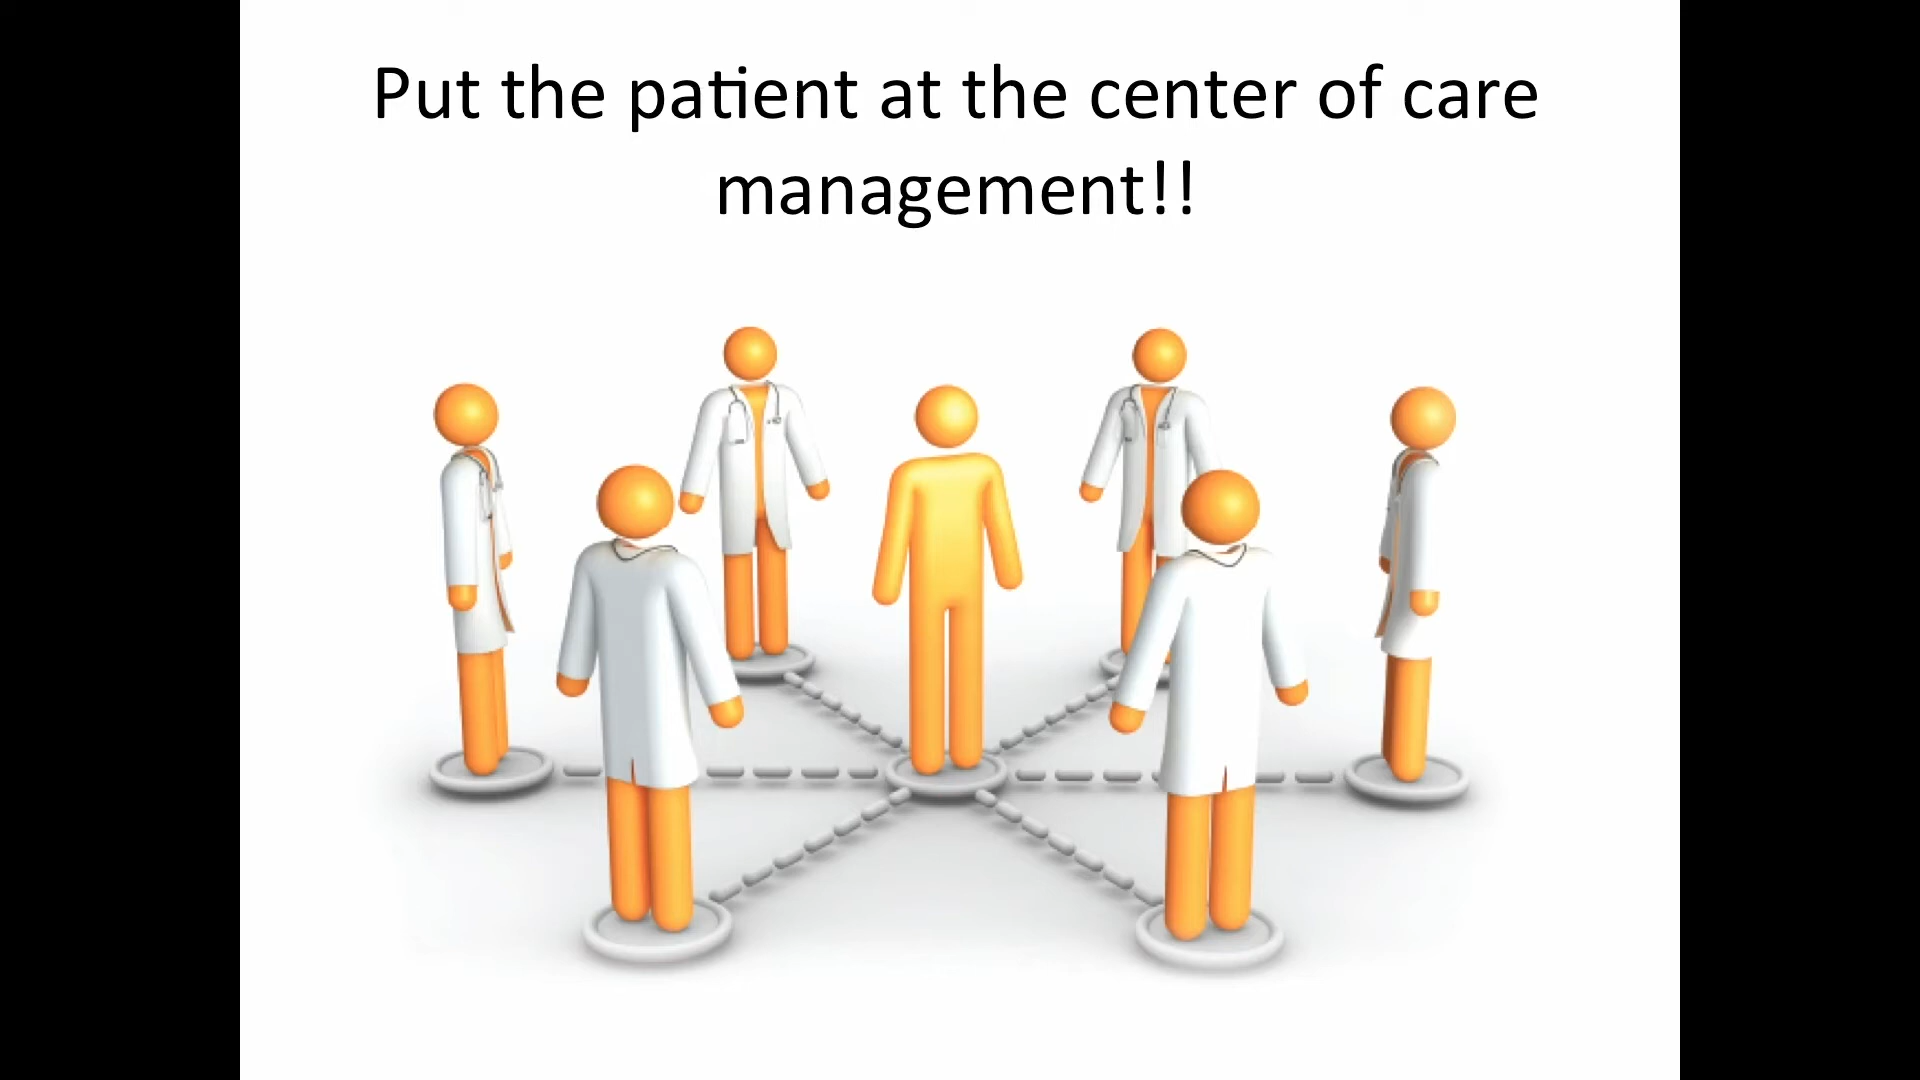 Put the patient at the center of care
management!!